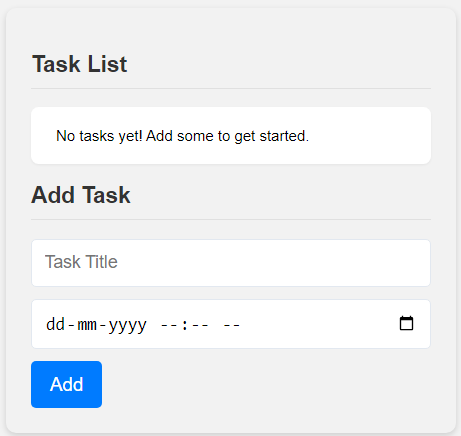 Task List
No tasks yet! Add some to get started.
Add Task
Task Title
dd-mm-yyyy --:-- --
Add